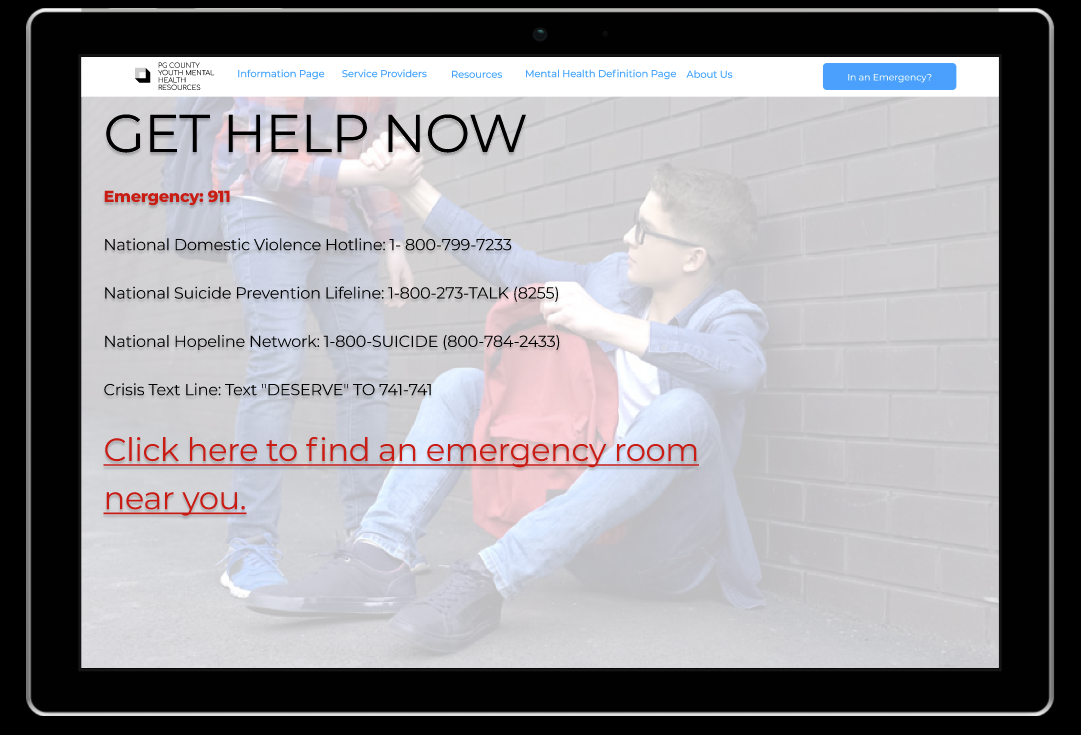 PG COUNTY
YOUTH MENTAL
HEALTH
RESOURCES
Information Page Service Providers Resources Mental Health Definition Page About Us In an Emergency?
GET HELP NOW
Emergency: 911
National Domestic Violence Hotline: 1- 800-799-7233
National Suicide Prevention Lifeline: 1-800-273-TALK (8255)
National Hopeline Network: 1-800-SUICIDE (800-784-2433)
Crisis Text Line: Text "DESERVE" TO 741-741
Click here to find an emergency room
near you.